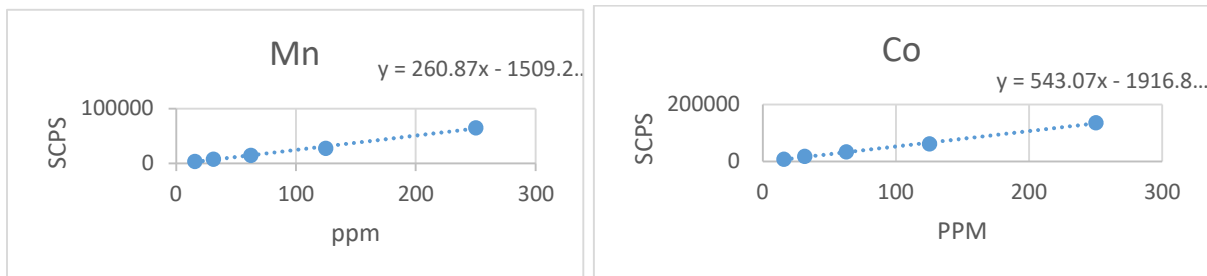 Mn
y = 260.87x - 1509.2..
SCPS
100000
0
0
100
200
300
ppm
Co
y = 543.07x - 1916.8...
SCPS
200000
0
0
100
200
300
PPM